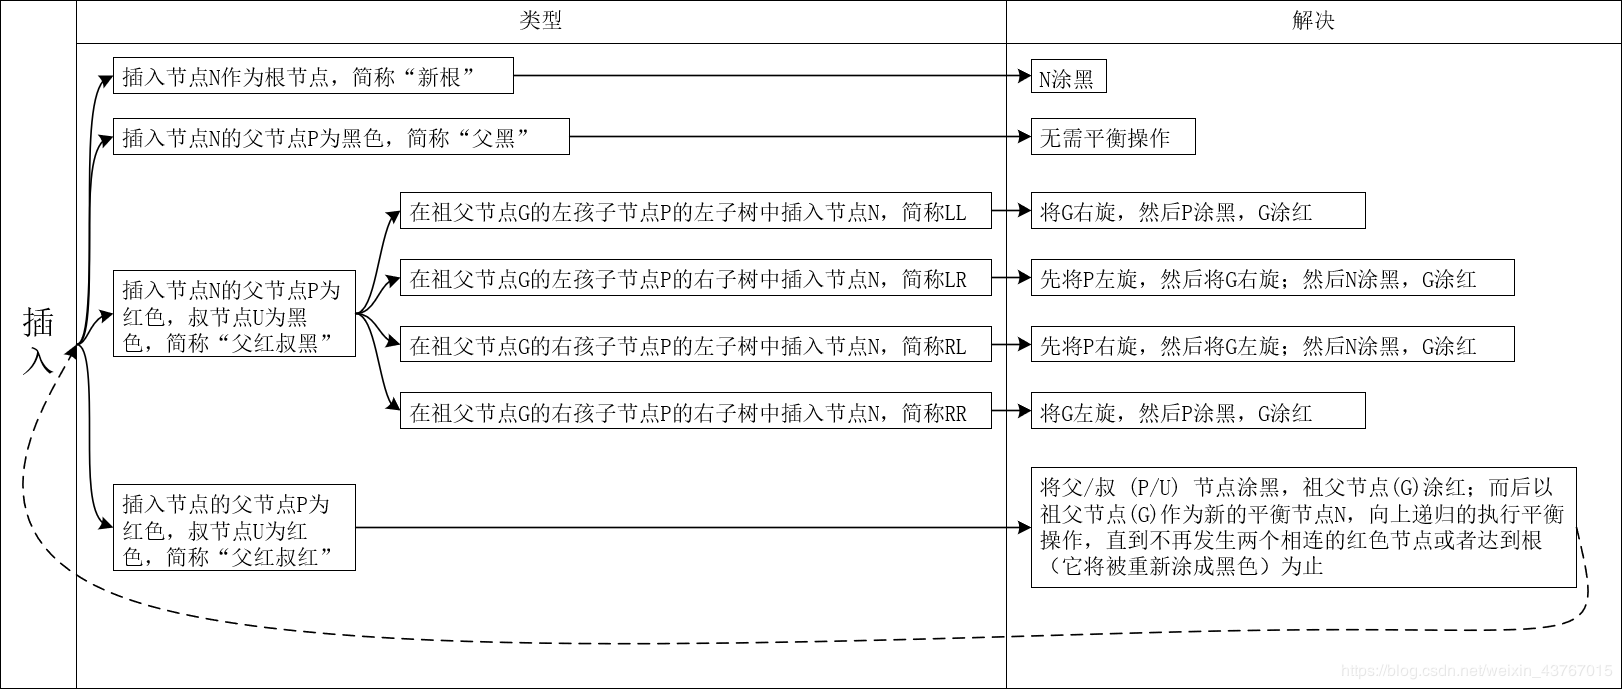 类型
解决
插入
插入节点N作为根节点，简称“新根”
N涂黑
插入节点N的父节点P为黑色，简称“父黑”
无需平衡操作
插入节点N的父节点P为
红色，叔节点U为黑
色，简称“父红叔黑”
在祖父节点G的左孩子节点P的左子树中插入节点N，简称LL
将G右旋，然后P涂黑，G涂红
在祖父节点G的左孩子节点P的右子树中插入节点N，简称LR
先将P左旋，然后将G右旋；然后N涂黑，G涂红
在祖父节点G的右孩子节点P的左子树中插入节点N，简称RL
先将P右旋，然后将G左旋；然后N涂黑，G涂红
在祖父节点G的右孩子节点P的右子树中插入节点N，简称RR
将G左旋，然后P涂黑，G涂红
插入节点的父节点P为
红色，叔节点U为红
色，简称“父红叔红”
将父/叔 (P/U) 节点涂黑，祖父节点(G)涂红；而后以
祖父节点(G)作为新的平衡节点N，向上递归的执行平衡
操作，直到不再发生两个相连的红色节点或者达到根
（它将被重新涂成黑色）为止
https://blog.csdn.net/weixin_43767015